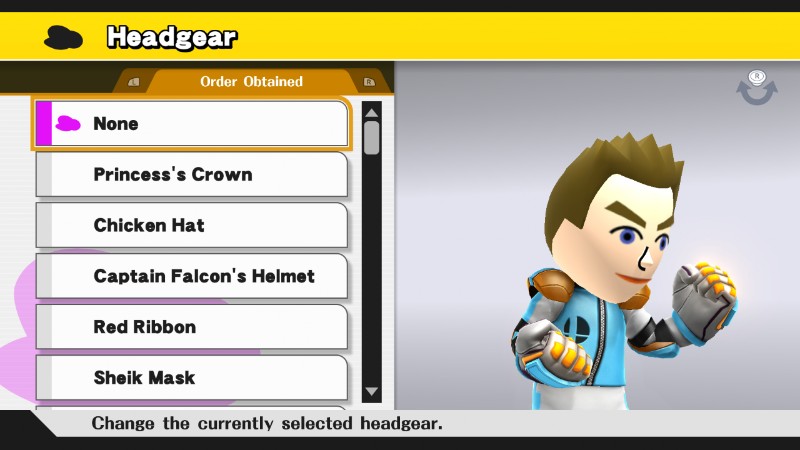 Headgear
L
Order Obtained
R
R
None
Princess's Crown
Chicken Hat
Captain Falcon's Helmet
Red Ribbon
Sheik Mask
Change the currently selected headgear.